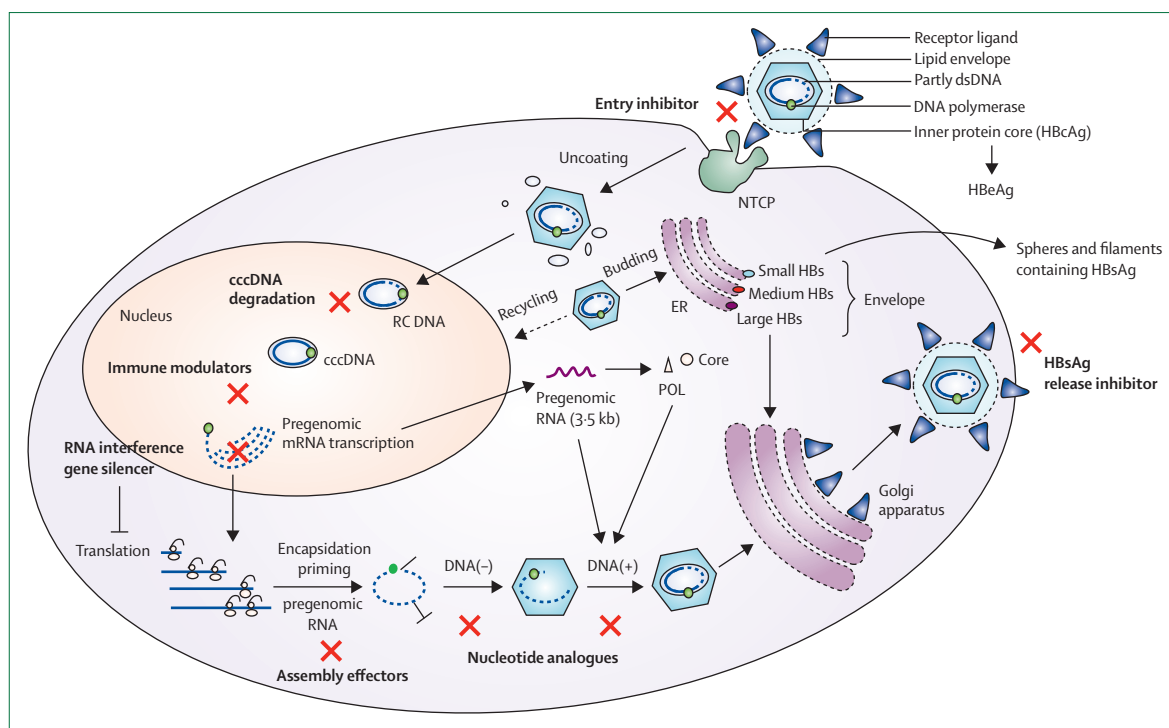 Receptor ligand
Lipid envelope
Partly dsDNA
DNA polymerase
Inner protein core (HBcAg)
HBeAg
Entry inhibitor
NTCP
Uncoating
Spheres and filaments
containing HBsAg
Budding
Small HBs
Medium HBs
Large HBs
Envelope
ER
cccDNA
degradation
Nucleus
RC DNA
Recycling
cccDNA
Immune modulators
Core
POL
Pregenomic
RNA (3·5 kb)
HBsAg
release inhibitor
Pregenomic
mRNA transcription
RNA interference
gene silencer
Golgi
apparatus
Translation
Encapsidation
priming
pregenomic
RNA
DNA(–)
DNA(+)
Nucleotide analogues
Assembly effectors